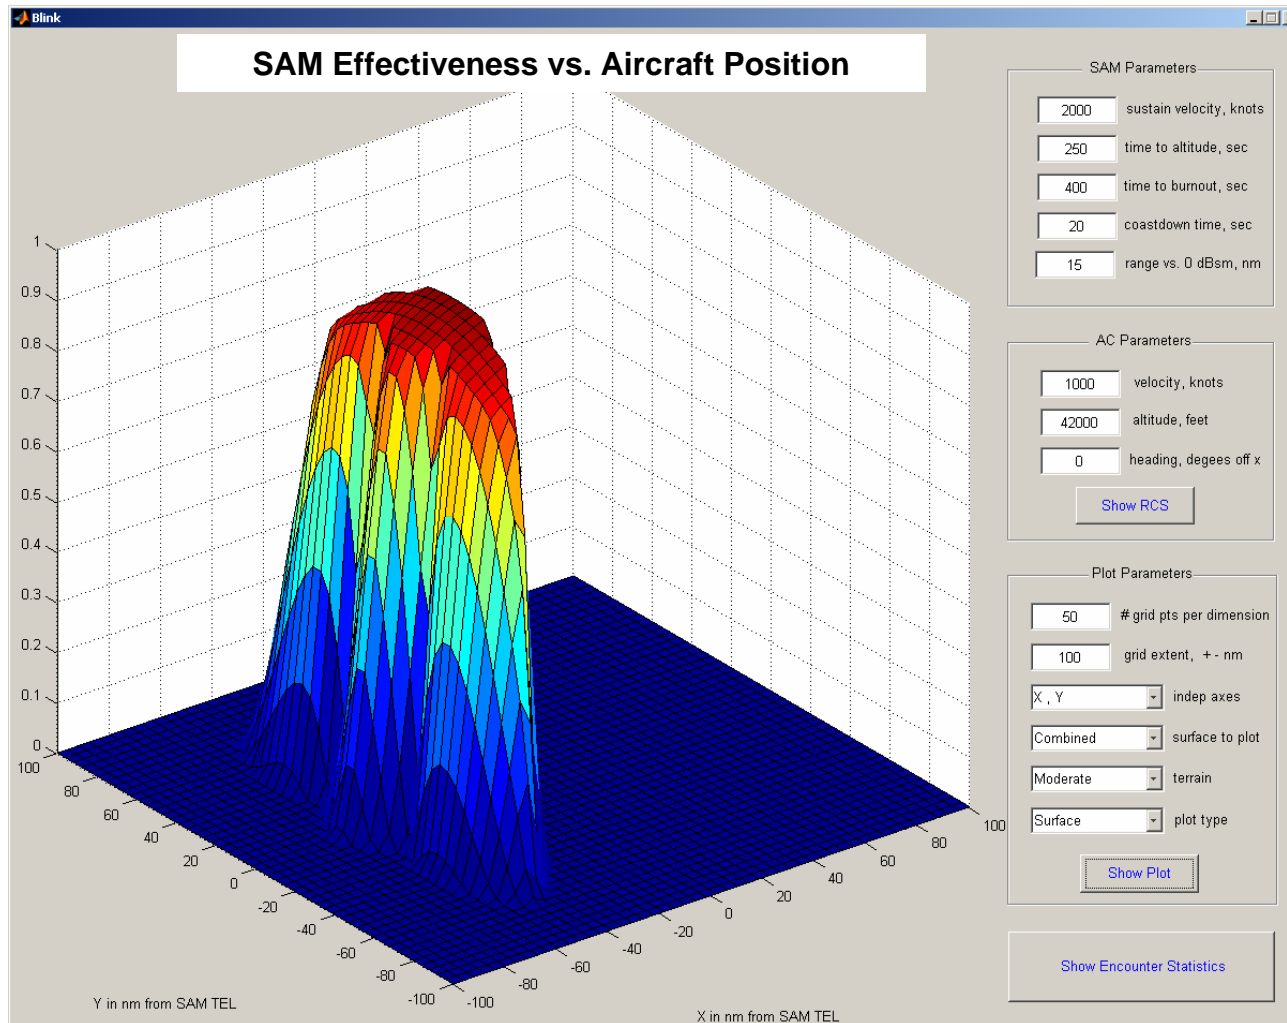 Blink
SAM Effectiveness vs. Aircraft Position
1
0.9
0.8
0.7
0.6
0.5
0.4
0.3
0.2
0.1
0
100
80
60
40
20
0
-20
-40
-60
-80
-100
Y in nm from SAM TEL
-100
-80
-60
-40
-20
0
20
40
60
80
100
X in nm from SAM TEL
SAM Parameters
2000 sustain velocity, knots
250 time to altitude, sec
400 time to burnout, sec
20 coastdown time, sec
15 range vs. 0 dBsm, nm
AC Parameters
1000 velocity, knots
42000 altitude, feet
0 heading, degees off x
Show RCS
Plot Parameters
50 # grid pts per dimension
100 grid extent, + - nm
X , Y indep axes
Combined surface to plot
Moderate terrain
Surface plot type
Show Plot
Show Encounter Statistics